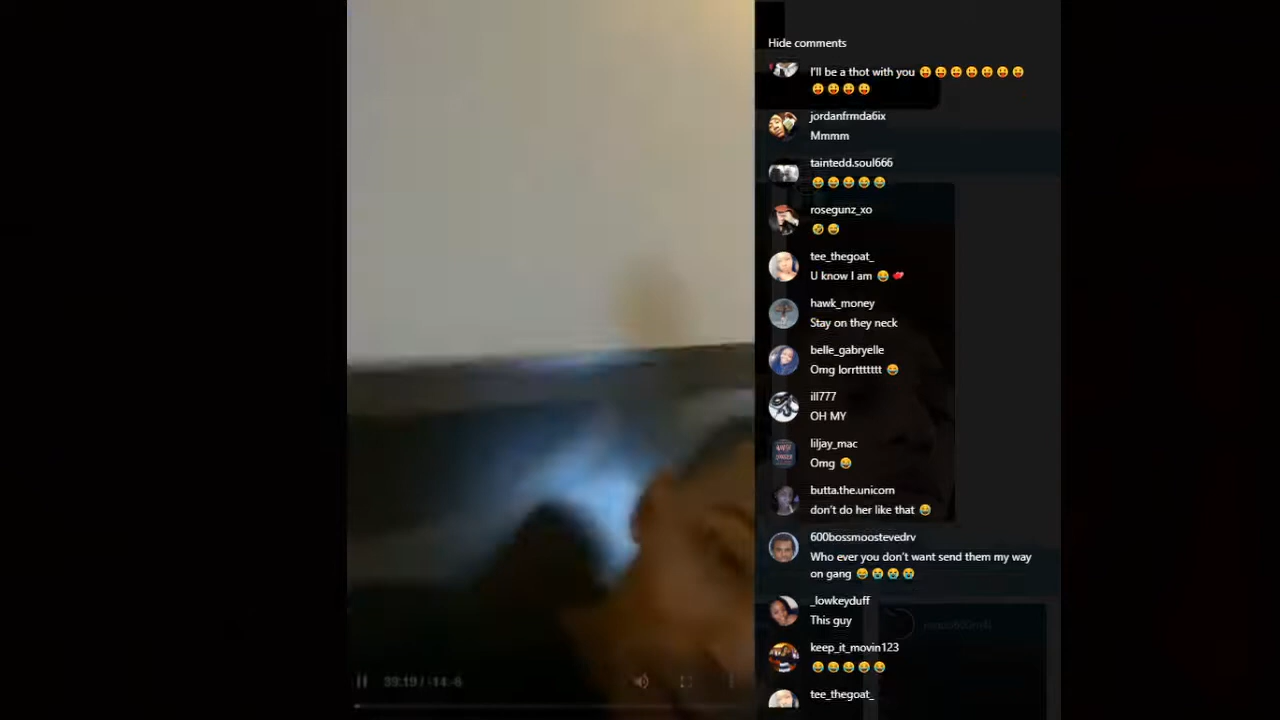 Hide comments
I'll be a thot with you 😛😛😛😛😛😛😛
😛😛😛😛
jordanfrmda6ix
Mmmm
taintedd.soul666
😂😂😂😂😂
rosegunz_xo
🤣😅
tee_thegoat_
U know I am 😂💕
hawk_money
Stay on they neck
belle_gabryelle
Omg lorrttttttt 😂
ill777
OH MY
liljay_mac
Omg 😂
butta.the.unicorn
don't do her like that 😂
600bossmoostevedrv
Who ever you don't want send them my way
on gang 😂😭😭😭
_lowkeyduff
This guy
keep_it_movin123
😂😂😂😂😂
tee_thegoat_